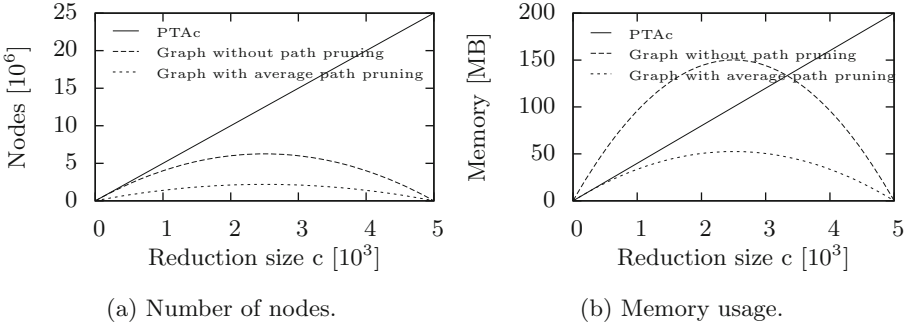 25
20
15
10
5
0
Nodes [10^6]
PTAc
Graph without path pruning
Graph with average path pruning
0 1 2 3 4 5
Reduction size c [10^3]
(a) Number of nodes.
200
150
100
50
0
Memory [MB]
PTAc
Graph without path pruning
Graph with average path pruning
0 1 2 3 4 5
Reduction size c [10^3]
(b) Memory usage.